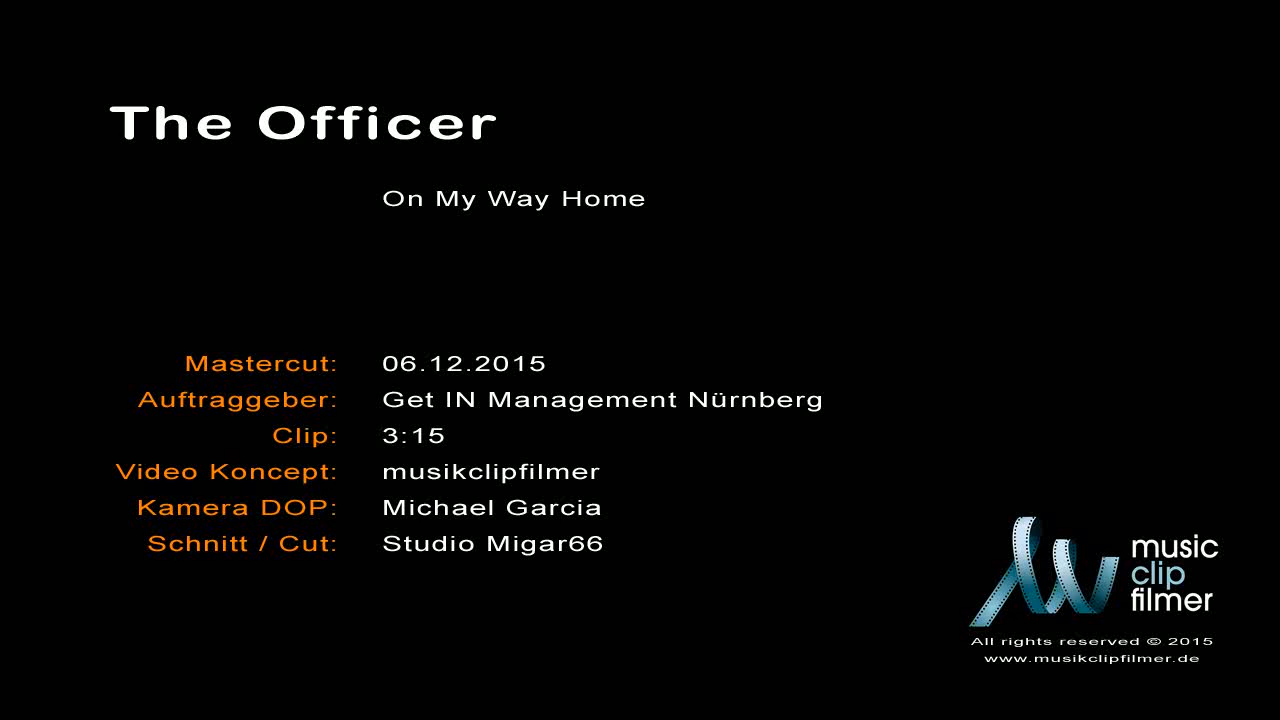 The Officer
On My Way Home
Mastercut: 06.12.2015
Auftraggeber: Get IN Management Nürnberg
Clip: 3:15
Video Koncept: musikclipfilmer
Kamera DOP: Michael Garcia
Schnitt / Cut: Studio Migar66
music
clip
filmer
All rights reserved © 2015
www.musikclipfilmer.de